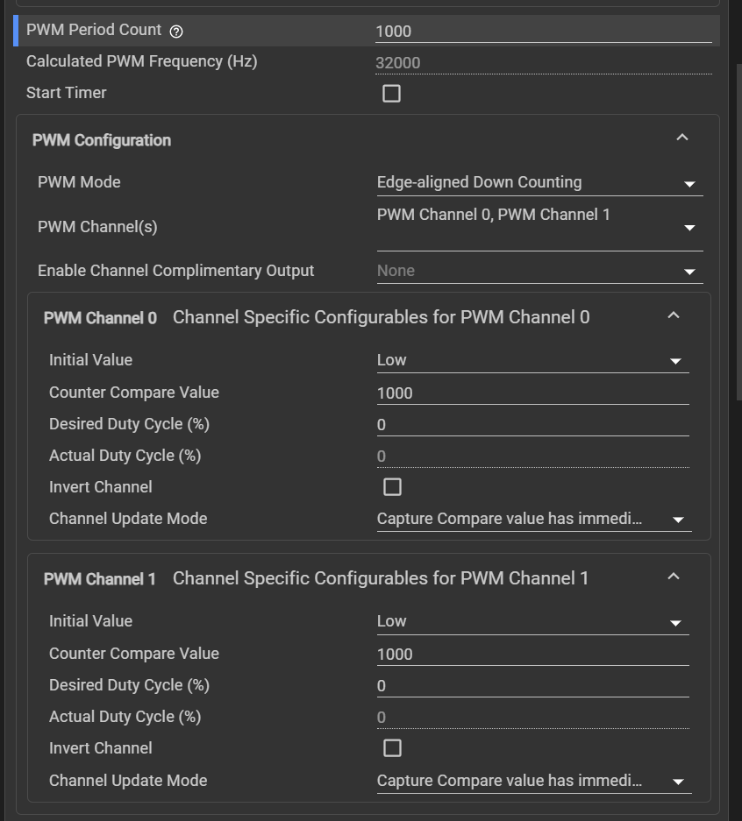 PWM Period Count 1000
Calculated PWM Frequency (Hz) 32000
Start Timer
PWM Configuration
PWM Mode Edge-aligned Down Counting
PWM Channel(s) PWM Channel 0, PWM Channel 1
Enable Channel Complimentary Output None
PWM Channel 0 Channel Specific Configurables for PWM Channel 0
Initial Value Low
Counter Compare Value 1000
Desired Duty Cycle (%) 0
Actual Duty Cycle (%) 0
Invert Channel
Channel Update Mode Capture Compare value has immedi...
PWM Channel 1 Channel Specific Configurables for PWM Channel 1
Initial Value Low
Counter Compare Value 1000
Desired Duty Cycle (%) 0
Actual Duty Cycle (%) 0
Invert Channel
Channel Update Mode Capture Compare value has immedi...